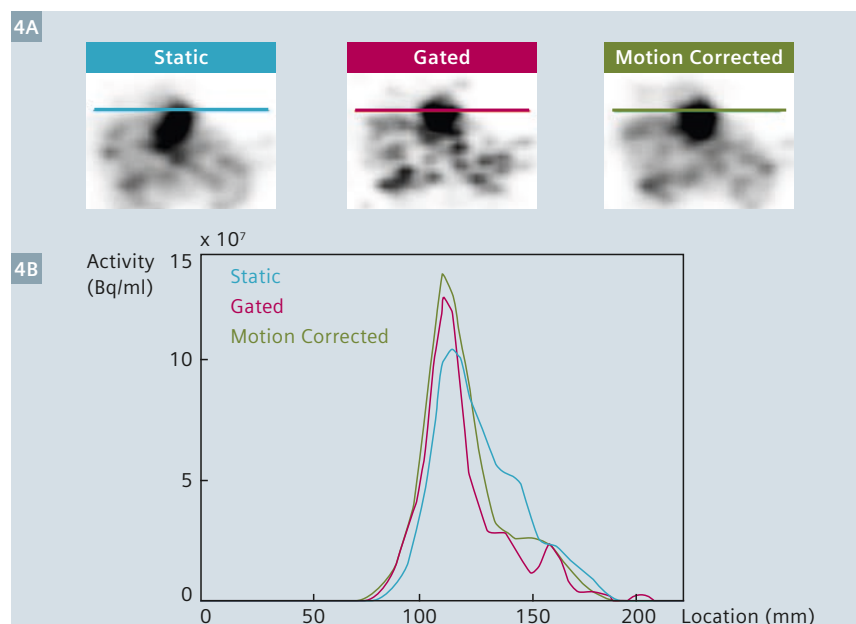 4A
Static
Gated
Motion Corrected
4B
Activity
(Bq/ml)
x 10⁷
15
10
5
0
Static
Gated
Motion Corrected
0 50 100 150 200 Location (mm)